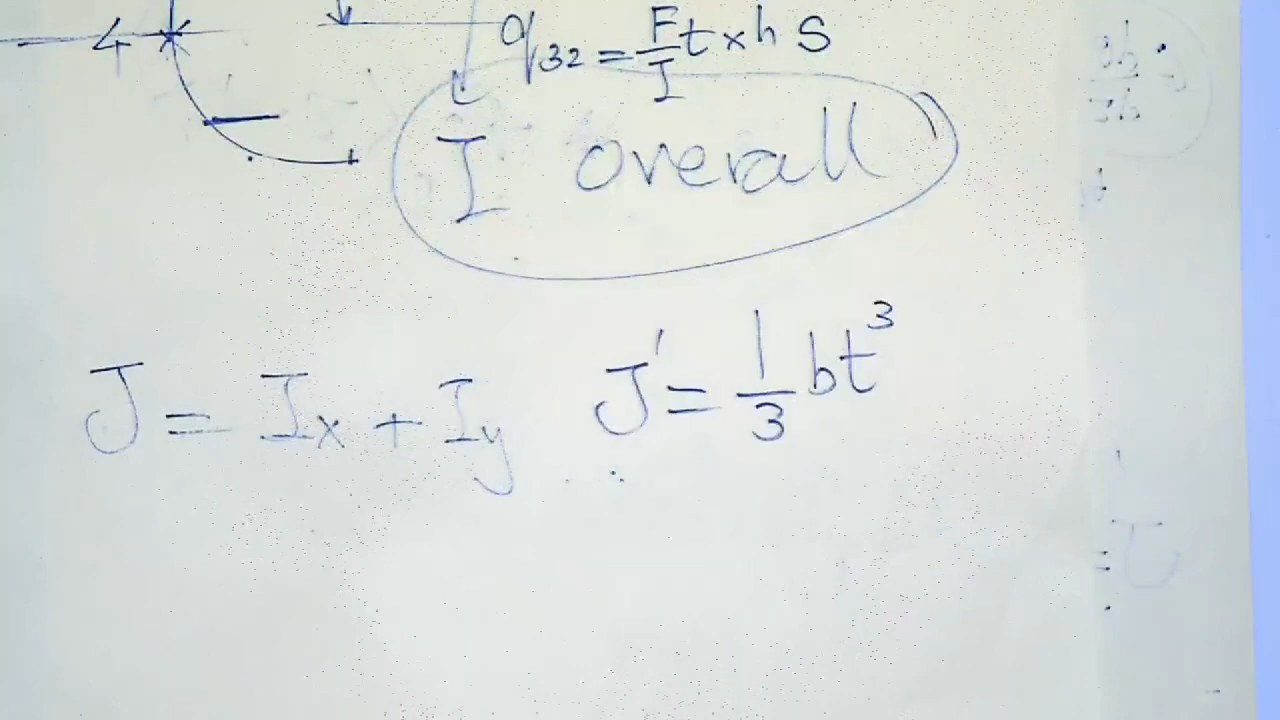 4
q₃₂ = F/I t × h S
I overall
J = Ix + Iy J' = 1/3 bt³